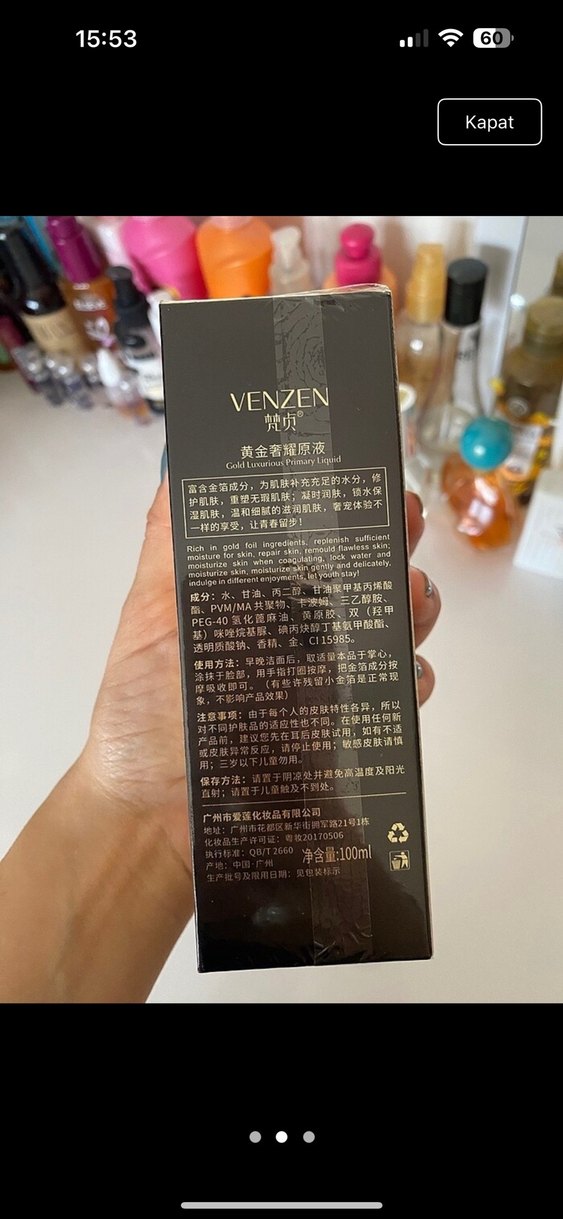 15:53
60
Kapat
VENZEN
梵贞®
黄金奢耀原液
Gold Luxurious Primary Liquid
富含金箔成分，为肌肤补充充足的水分，修
护肌肤，重塑无瑕肌肤；凝时润肤，锁水保
湿肌肤，温和细腻的滋润肌肤，奢宠体验不
一样的享受，让青春留步！
Rich in gold foil ingredients, replenish sufficient
moisture for skin, repair skin, remould flawless skin;
moisturize skin when coagulating, lock water and
moisturize skin, moisturize skin gently and delicately,
indulge in different enjoyments, let youth stay!
成分：水、甘油、丙二醇、甘油聚甲基丙烯酸
酯、PVM/MA 共聚物、卡波姆、三乙醇胺、
PEG-40 氢化蓖麻油、黄原胶、双（羟甲
基）咪唑烷基脲、碘丙炔醇丁基氨甲酸酯、
透明质酸钠、香精、金、CI 15985。
使用方法：早晚洁面后，取适量本品于掌心，
涂抹于脸部，用手指打圈按摩，把金箔成分按
摩吸收即可。（有些许残留小金箔是正常现
象，不影响产品效果）
注意事项：由于每个人的皮肤特性各异，所以
对不同护肤品的适应性也不同。在使用任何新
产品前，建议您先在耳后皮肤试用，如有不适
或皮肤异常反应，请停止使用；敏感皮肤请慎
用；三岁以下儿童勿用。
保存方法：请置于阴凉处并避免高温度及阳光
直射；请置于儿童触及不到处。
广州市爱莲化妆品有限公司
地址：广州市花都区新华街拥军路21号1栋
化妆品生产许可证：粤妆20170506
执行标准：QB/T 2660 净含量:100ml
产地：中国·广州
生产批号及限用日期：见包装标示